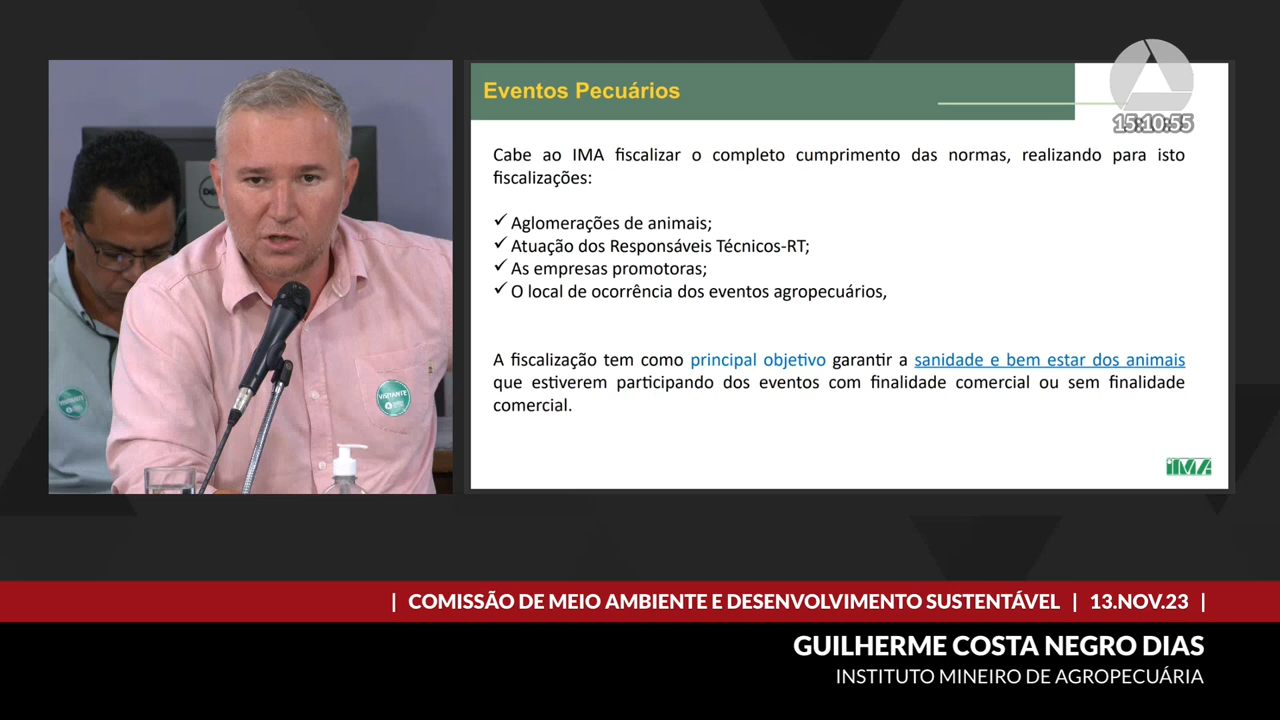 Eventos Pecuários
15:10:55
Cabe ao IMA fiscalizar o completo cumprimento das normas, realizando para isto
fiscalizações:
✓ Aglomerações de animais;
✓ Atuação dos Responsáveis Técnicos-RT;
✓ As empresas promotoras;
✓ O local de ocorrência dos eventos agropecuários,
A fiscalização tem como principal objetivo garantir a sanidade e bem estar dos animais
que estiverem participando dos eventos com finalidade comercial ou sem finalidade
comercial.
IMA
VISITANTE
VISITANTE
| COMISSÃO DE MEIO AMBIENTE E DESENVOLVIMENTO SUSTENTÁVEL | 13.NOV.23 |
GUILHERME COSTA NEGRO DIAS
INSTITUTO MINEIRO DE AGROPECUÁRIA